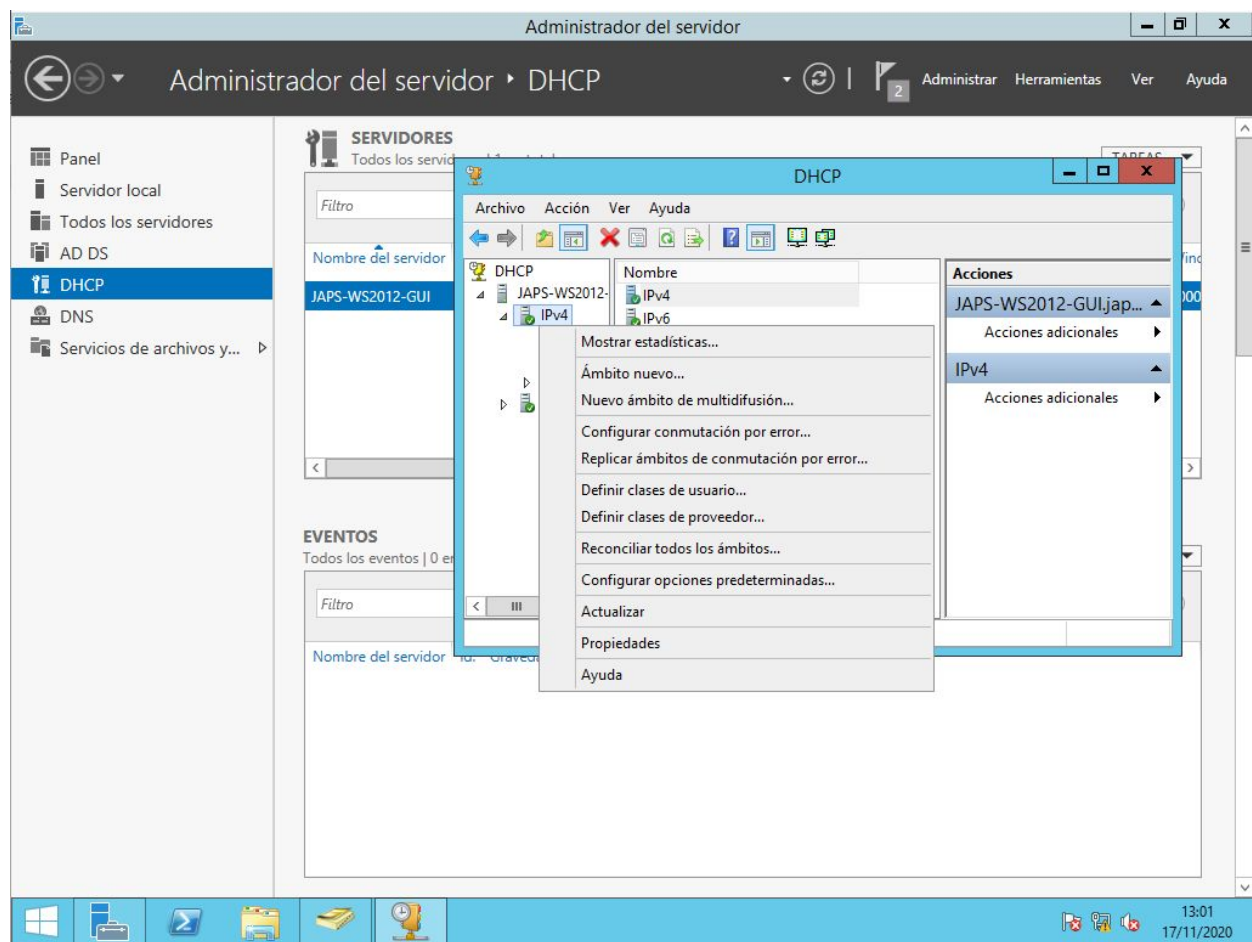 Administrador del servidor
Administrador del servidor • DHCP
2
Administrar Herramientas Ver Ayuda
Panel
Servidor local
Todos los servidores
AD DS
DHCP
DNS
Servicios de archivos y...
SERVIDORES
Todos los
TAREAS
Filtro
Nombre del servidor
JAPS-WS2012-GUI
DHCP
Archivo Acción Ver Ayuda
DHCP
JAPS-WS2012-
IPv4
Nombre
IPv4
IPv6
Acciones
JAPS-WS2012-GUI.jap...
Acciones adicionales
IPv4
Acciones adicionales
Mostrar estadísticas...
Ámbito nuevo...
Nuevo ámbito de multidifusión...
Configurar conmutación por error...
Replicar ámbitos de conmutación por error...
Definir clases de usuario...
Definir clases de proveedor...
Reconciliar todos los ámbitos...
Configurar opciones predeterminadas...
Actualizar
Propiedades
Ayuda
EVENTOS
Todos los eventos | 0
Filtro
Nombre del servidor
13:01
17/11/2020